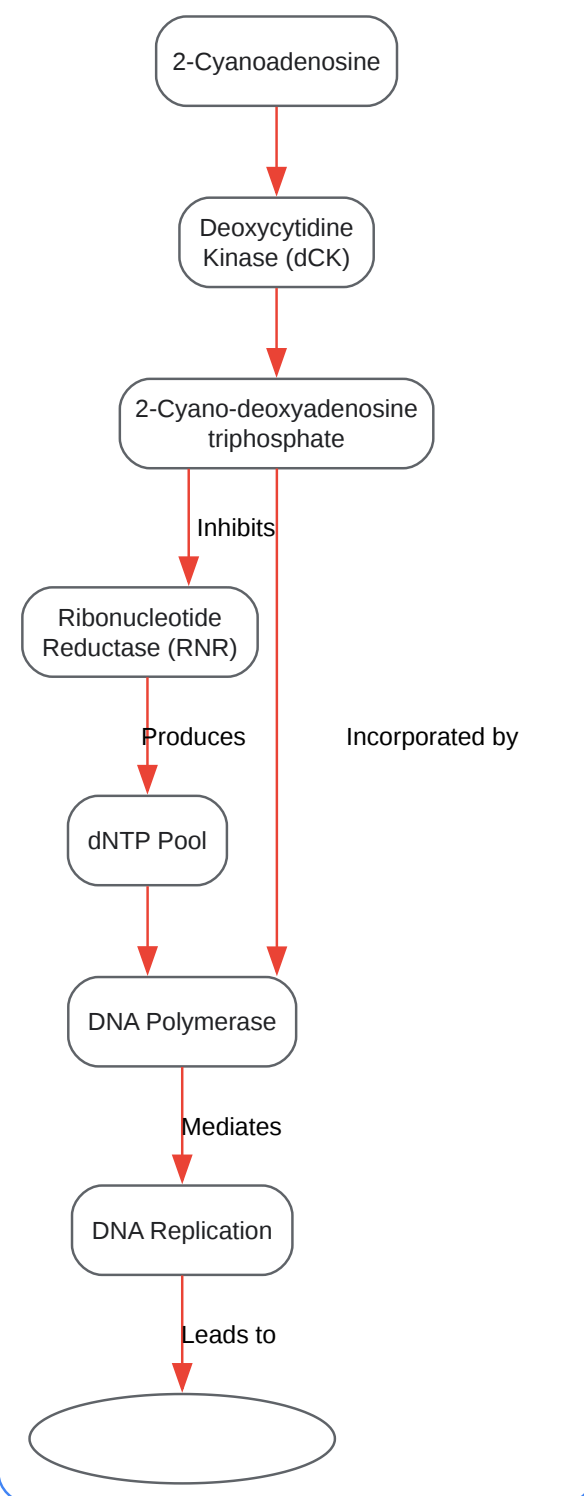 2-Cyanoadenosine
Deoxycytidine
Kinase (dCK)
2-Cyano-deoxyadenosine
triphosphate
Inhibits
Ribonucleotide
Reductase (RNR)
Produces
Incorporated by
dNTP Pool
DNA Polymerase
Mediates
DNA Replication
Leads to